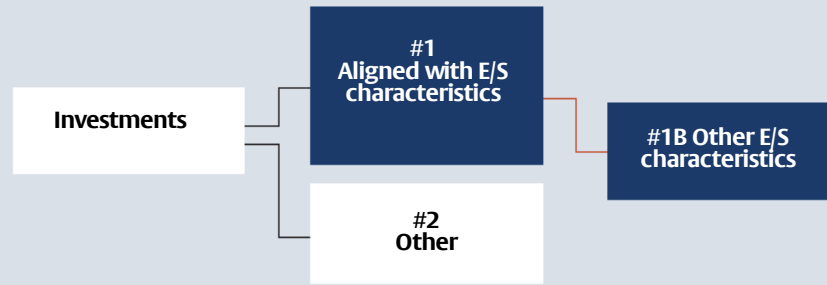 Investments
#1
Aligned with E/S
characteristics
#1B Other E/S
characteristics
#2
Other